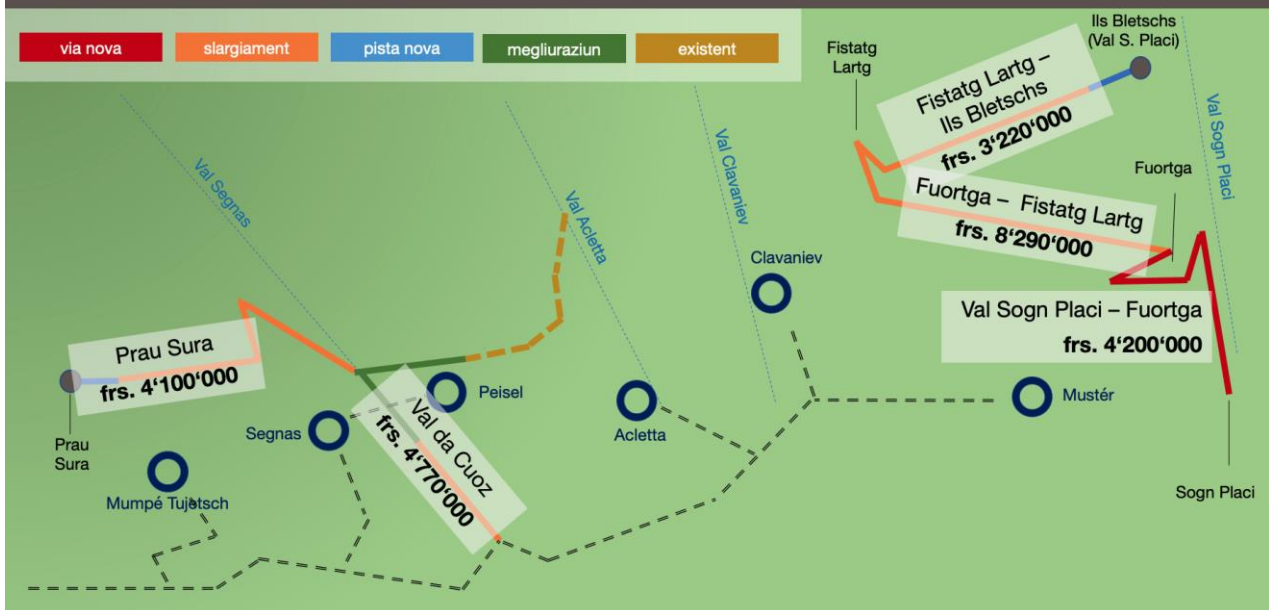 via nova
slargiament
pista nova
megliuraziun
existent
Ils Bletschs
(Val S. Placi)
Fistatg
Lartg
Fistatg Lartg –
Ils Bletschs
frs. 3‘220‘000
Val Sogn Placi
Fuortga
Fuortga – Fistatg Lartg
frs. 8‘290‘000
Val Segnas
Val Acletta
Val Clavaniev
Clavaniev
Val Sogn Placi – Fuortga
frs. 4‘200‘000
Prau Sura
frs. 4‘100‘000
Peisel
Mustér
Val da Cuoz
frs. 4‘770‘000
Segnas
Acletta
Prau
Sura
Mumpé Tujetsch
Sogn Placi